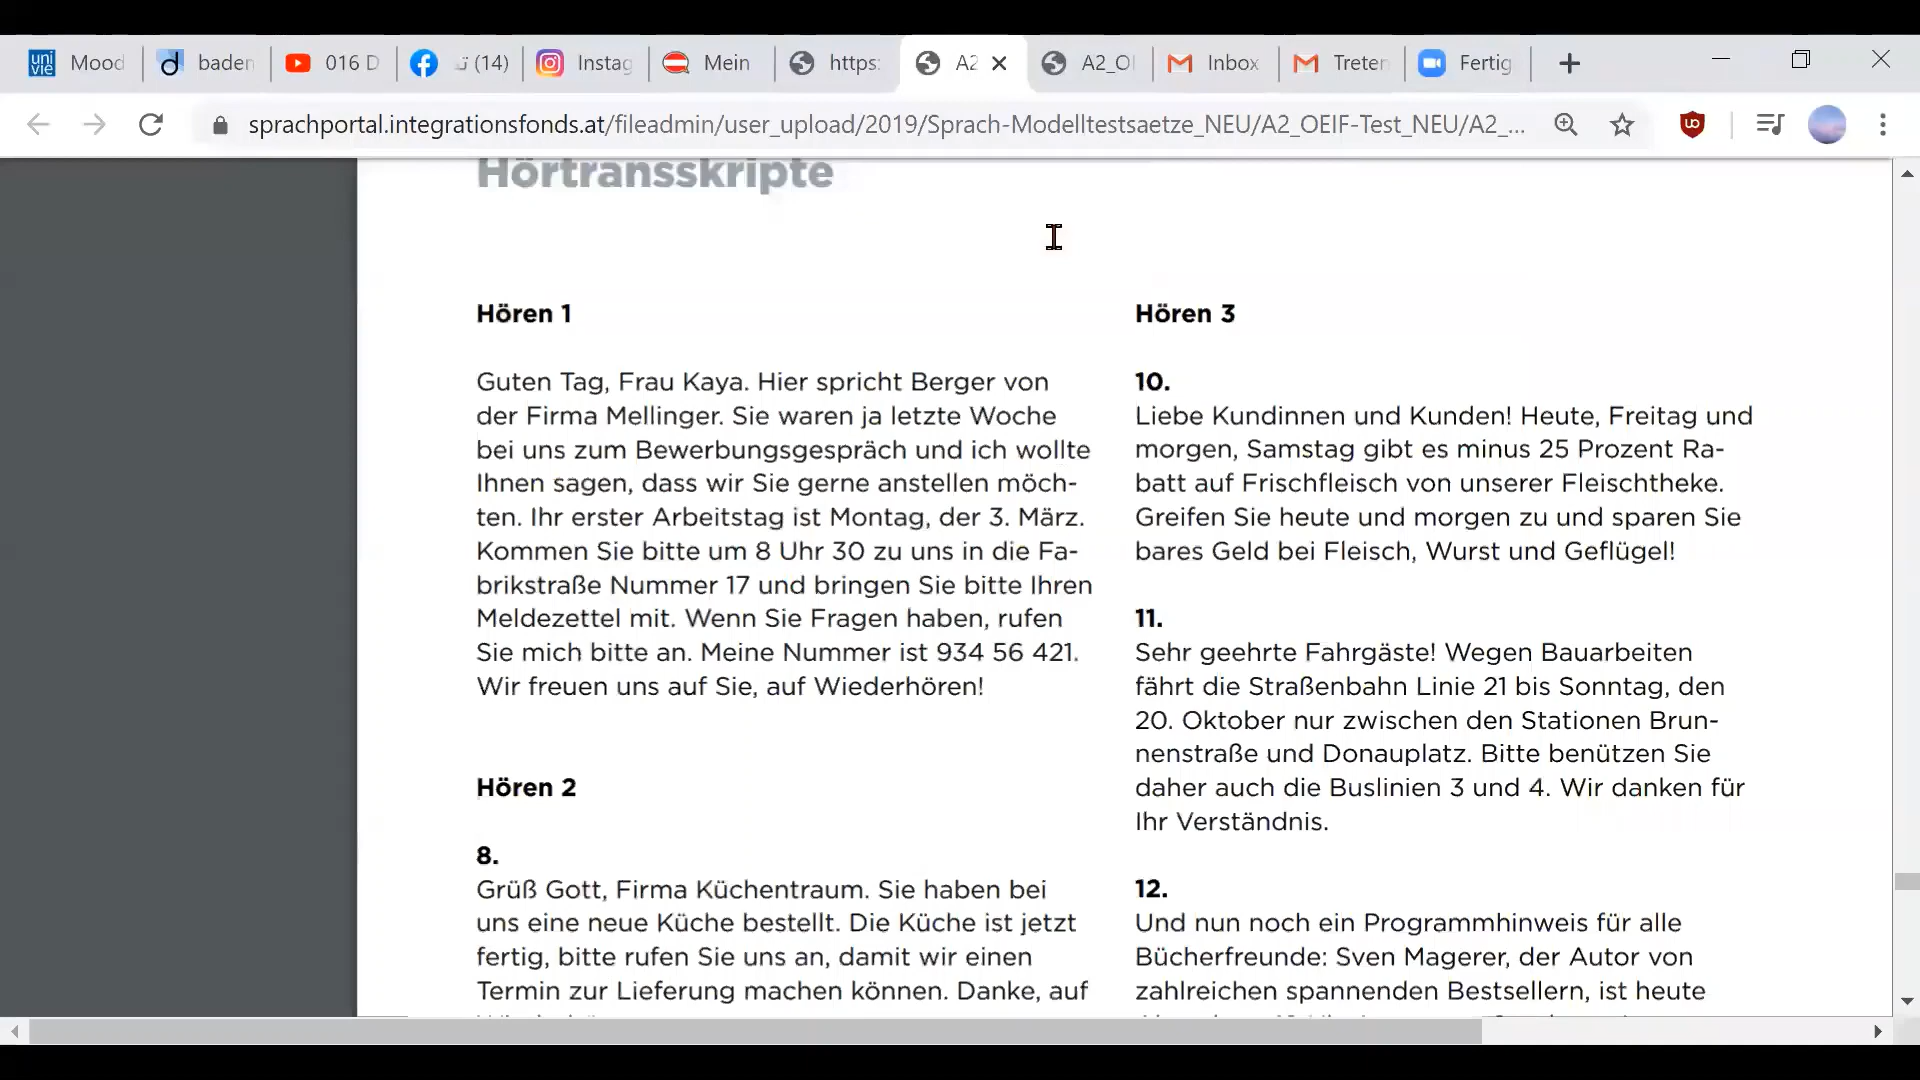 uni
vie
Mood
d
baden
016 D
(14)
Instag
Mein
https:
A2
A2_O
Inbox
Treten
Fertig
sprachportal.integrationsfonds.at/fileadmin/user_upload/2019/Sprach-Modelltestsaetze_NEU/A2_OEIF-Test_NEU/A2_...
Hörtransskripte
Hören 1
Guten Tag, Frau Kaya. Hier spricht Berger von
der Firma Mellinger. Sie waren ja letzte Woche
bei uns zum Bewerbungsgespräch und ich wollte
Ihnen sagen, dass wir Sie gerne anstellen möch-
ten. Ihr erster Arbeitstag ist Montag, der 3. März.
Kommen Sie bitte um 8 Uhr 30 zu uns in die Fa-
brikstraße Nummer 17 und bringen Sie bitte Ihren
Meldezettel mit. Wenn Sie Fragen haben, rufen
Sie mich bitte an. Meine Nummer ist 934 56 421.
Wir freuen uns auf Sie, auf Wiederhören!
Hören 2
8.
Grüß Gott, Firma Küchentraum. Sie haben bei
uns eine neue Küche bestellt. Die Küche ist jetzt
fertig, bitte rufen Sie uns an, damit wir einen
Termin zur Lieferung machen können. Danke, auf
Hören 3
10.
Liebe Kundinnen und Kunden! Heute, Freitag und
morgen, Samstag gibt es minus 25 Prozent Ra-
batt auf Frischfleisch von unserer Fleischtheke.
Greifen Sie heute und morgen zu und sparen Sie
bares Geld bei Fleisch, Wurst und Geflügel!
11.
Sehr geehrte Fahrgäste! Wegen Bauarbeiten
fährt die Straßenbahn Linie 21 bis Sonntag, den
20. Oktober nur zwischen den Stationen Brun-
nenstraße und Donauplatz. Bitte benützen Sie
daher auch die Buslinien 3 und 4. Wir danken für
Ihr Verständnis.
12.
Und nun noch ein Programmhinweis für alle
Bücherfreunde: Sven Magerer, der Autor von
zahlreichen spannenden Bestsellern, ist heute